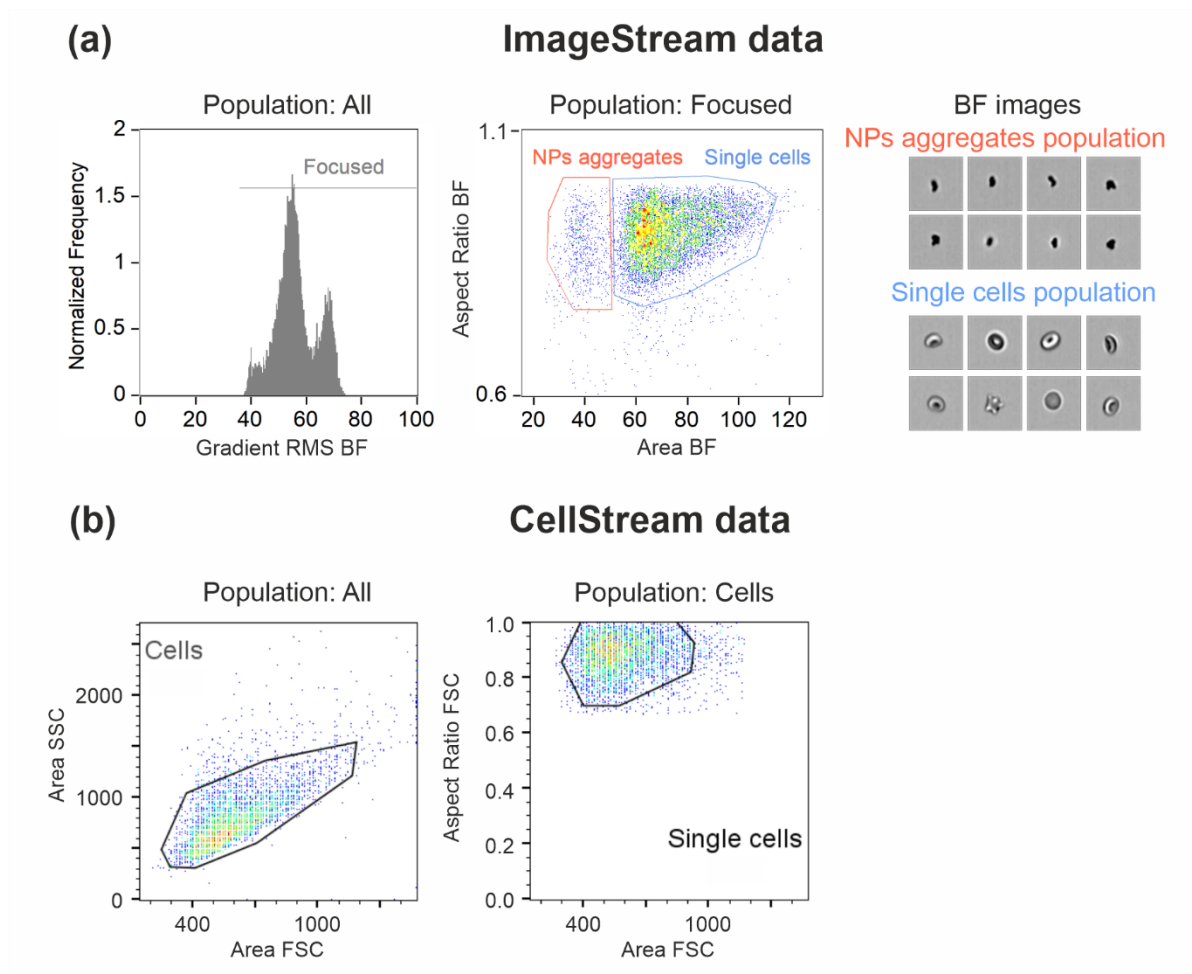 (a) ImageStream data
Population: All
Normalized Frequency
2
1.5
1
0.5
0
Focused
0 20 40 60 80 100
Gradient RMS BF
Population: Focused
Aspect Ratio BF
1.1
0.6
NPs aggregates Single cells
20 40 60 80 100 120
Area BF
BF images
NPs aggregates population
Single cells population
(b) CellStream data
Population: All
Area SSC
2000
1000
0
Cells
400 1000
Area FSC
Population: Cells
Aspect Ratio FSC
1.0
0.8
0.6
0.4
0.2
0.0
Single cells
400 1000
Area FSC